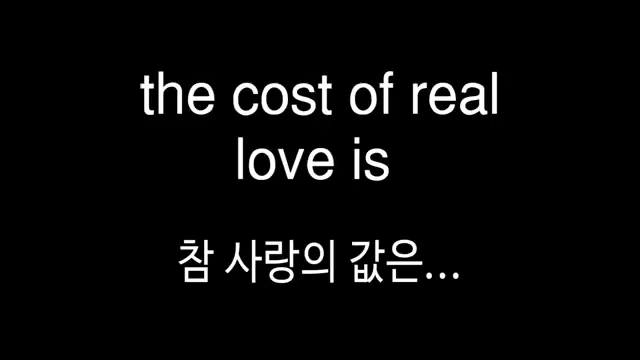 the cost of real
love is
참 사랑의 값은...